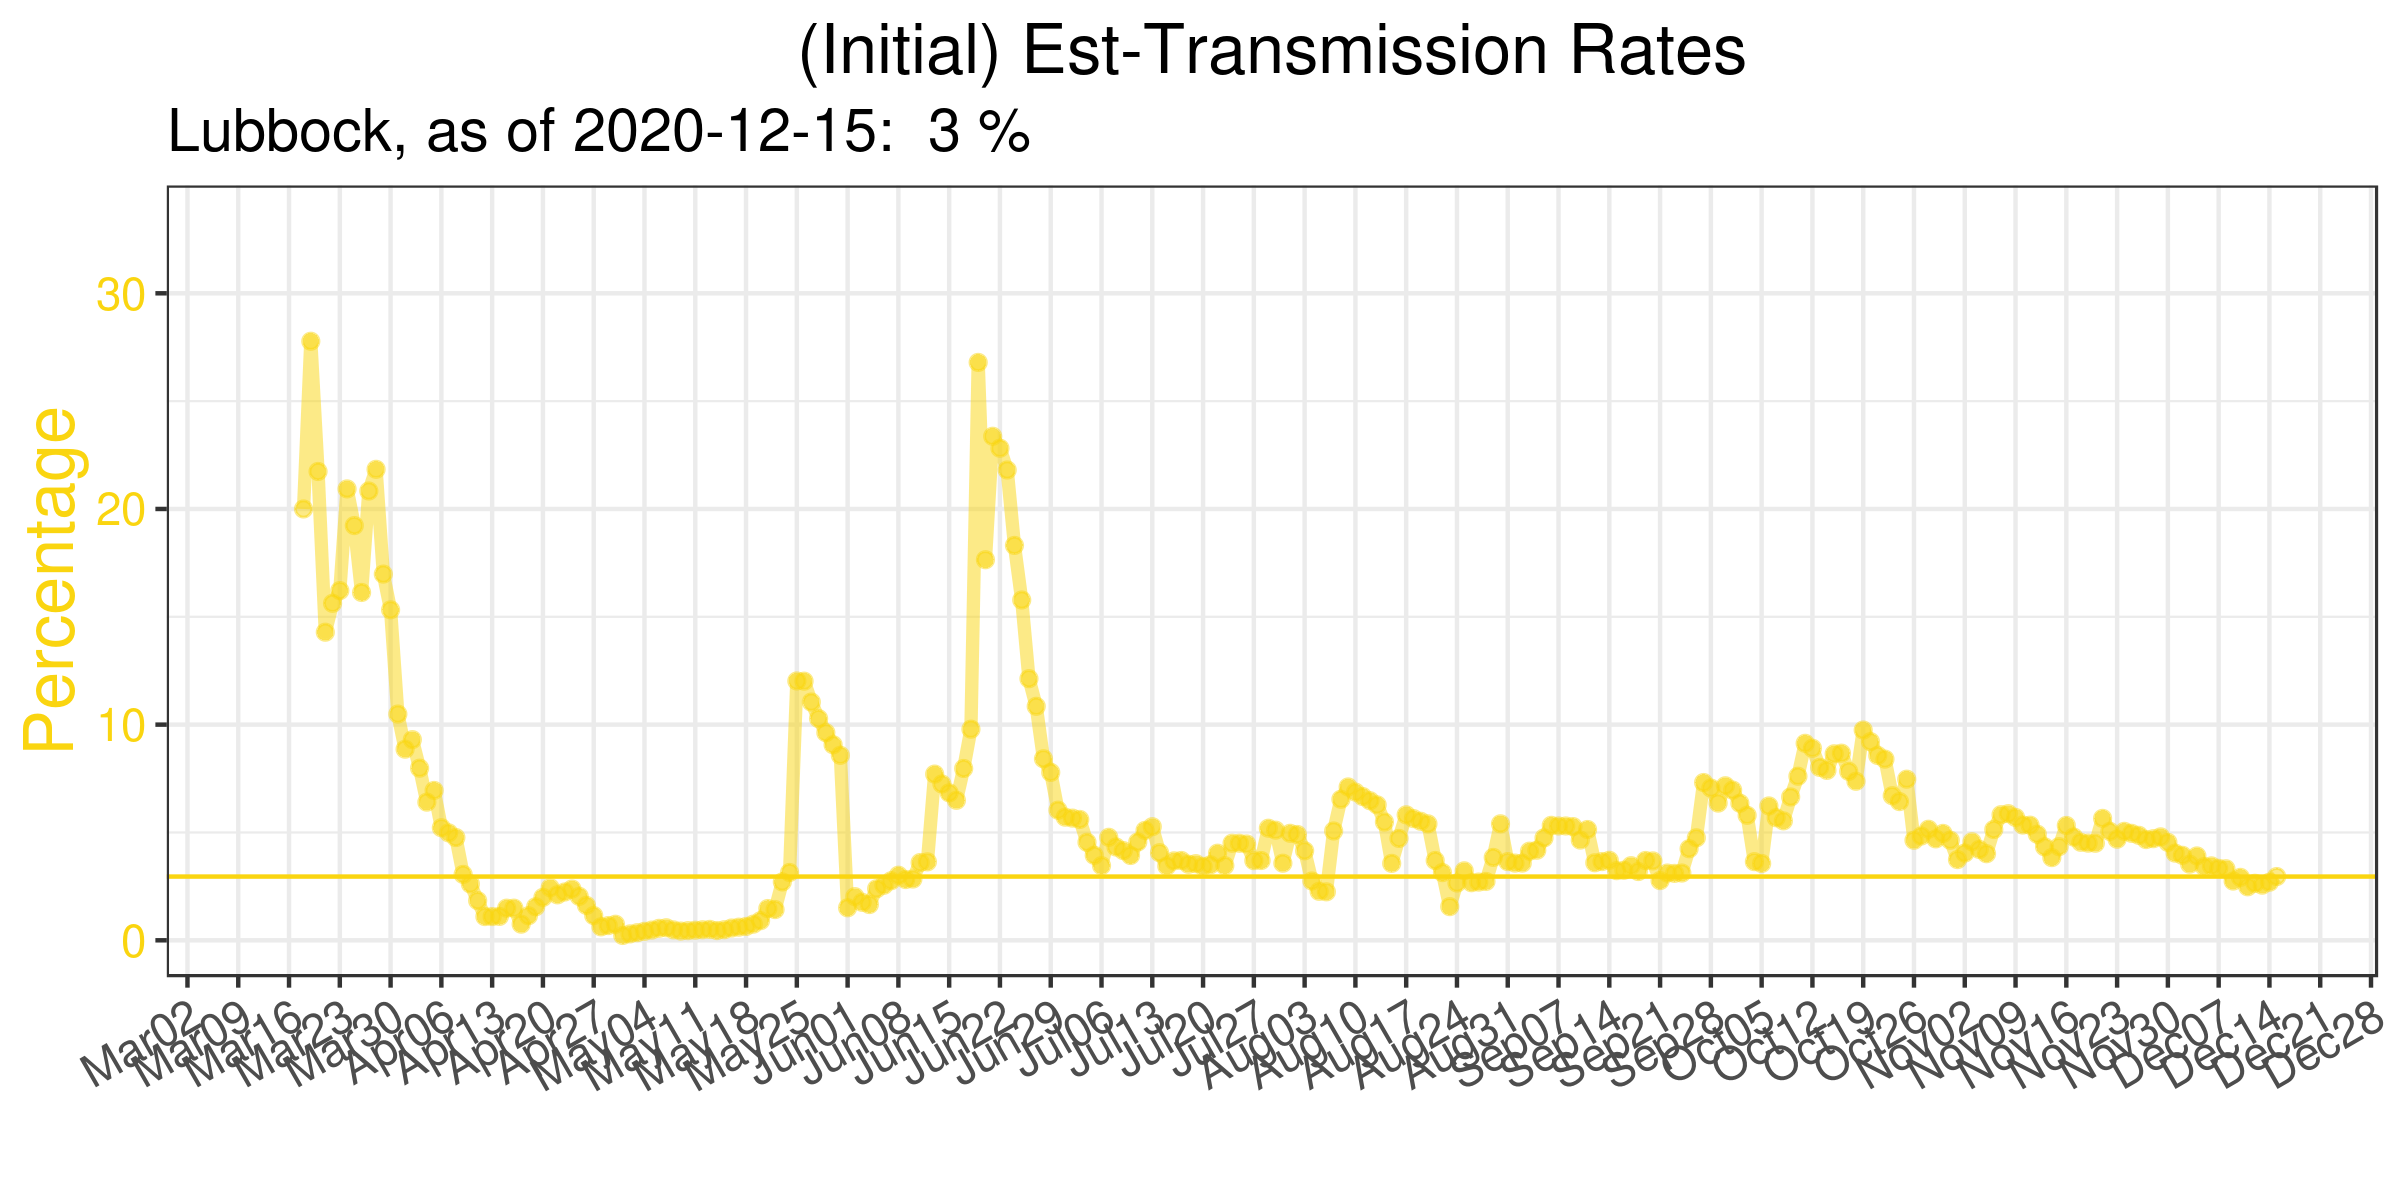 (Initial) Est-Transmission Rates
Lubbock, as of 2020-12-15:  3 %
Percentage
30
20
10
0
Mar02
Mar09
Mar16
Mar23
Mar30
Apr06
Apr13
Apr20
Apr27
May04
May11
May18
May25
Jun01
Jun08
Jun15
Jun22
Jun29
Jul06
Jul13
Jul20
Jul27
Aug03
Aug10
Aug17
Aug24
Aug31
Sep07
Sep14
Sep21
Sep28
Oct05
Oct12
Oct19
Oct26
Nov02
Nov09
Nov16
Nov23
Nov30
Dec07
Dec14
Dec21
Dec28